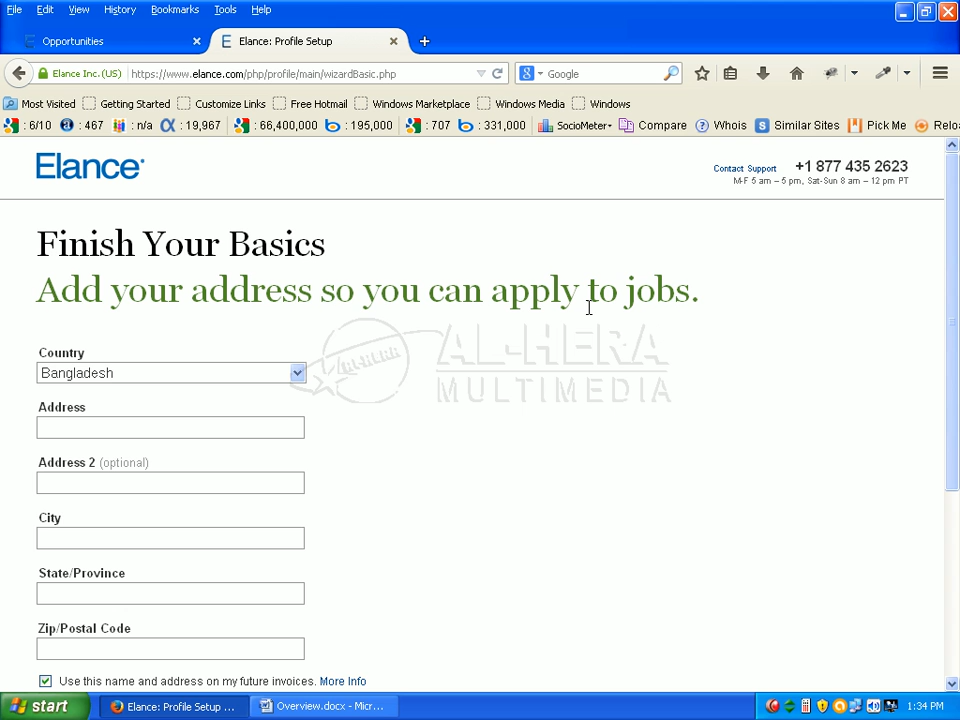 File Edit View History Bookmarks Tools Help
Opportunities Elance: Profile Setup
Elance Inc. (US) https://www.elance.com/php/profile/main/wizardBasic.php Google
Most Visited Getting Started Customize Links Free Hotmail Windows Marketplace Windows Media Windows
: 6/10 : 467 : n/a : 19,967 : 66,400,000 : 195,000 : 707 : 331,000 SocioMeter Compare Whois Similar Sites Pick Me Relo
Elance
Contact Support +1 877 435 2623
M-F 5 am – 5 pm, Sat-Sun 8 am – 12 pm PT
Finish Your Basics
Add your address so you can apply to jobs.
AL-HERA
MULTIMEDIA
Country
Bangladesh
Address
Address 2 (optional)
City
State/Province
Zip/Postal Code
Use this name and address on my future invoices. More Info
start Elance: Profile Setup ... Overview.docx - Micr... 1:34 PM